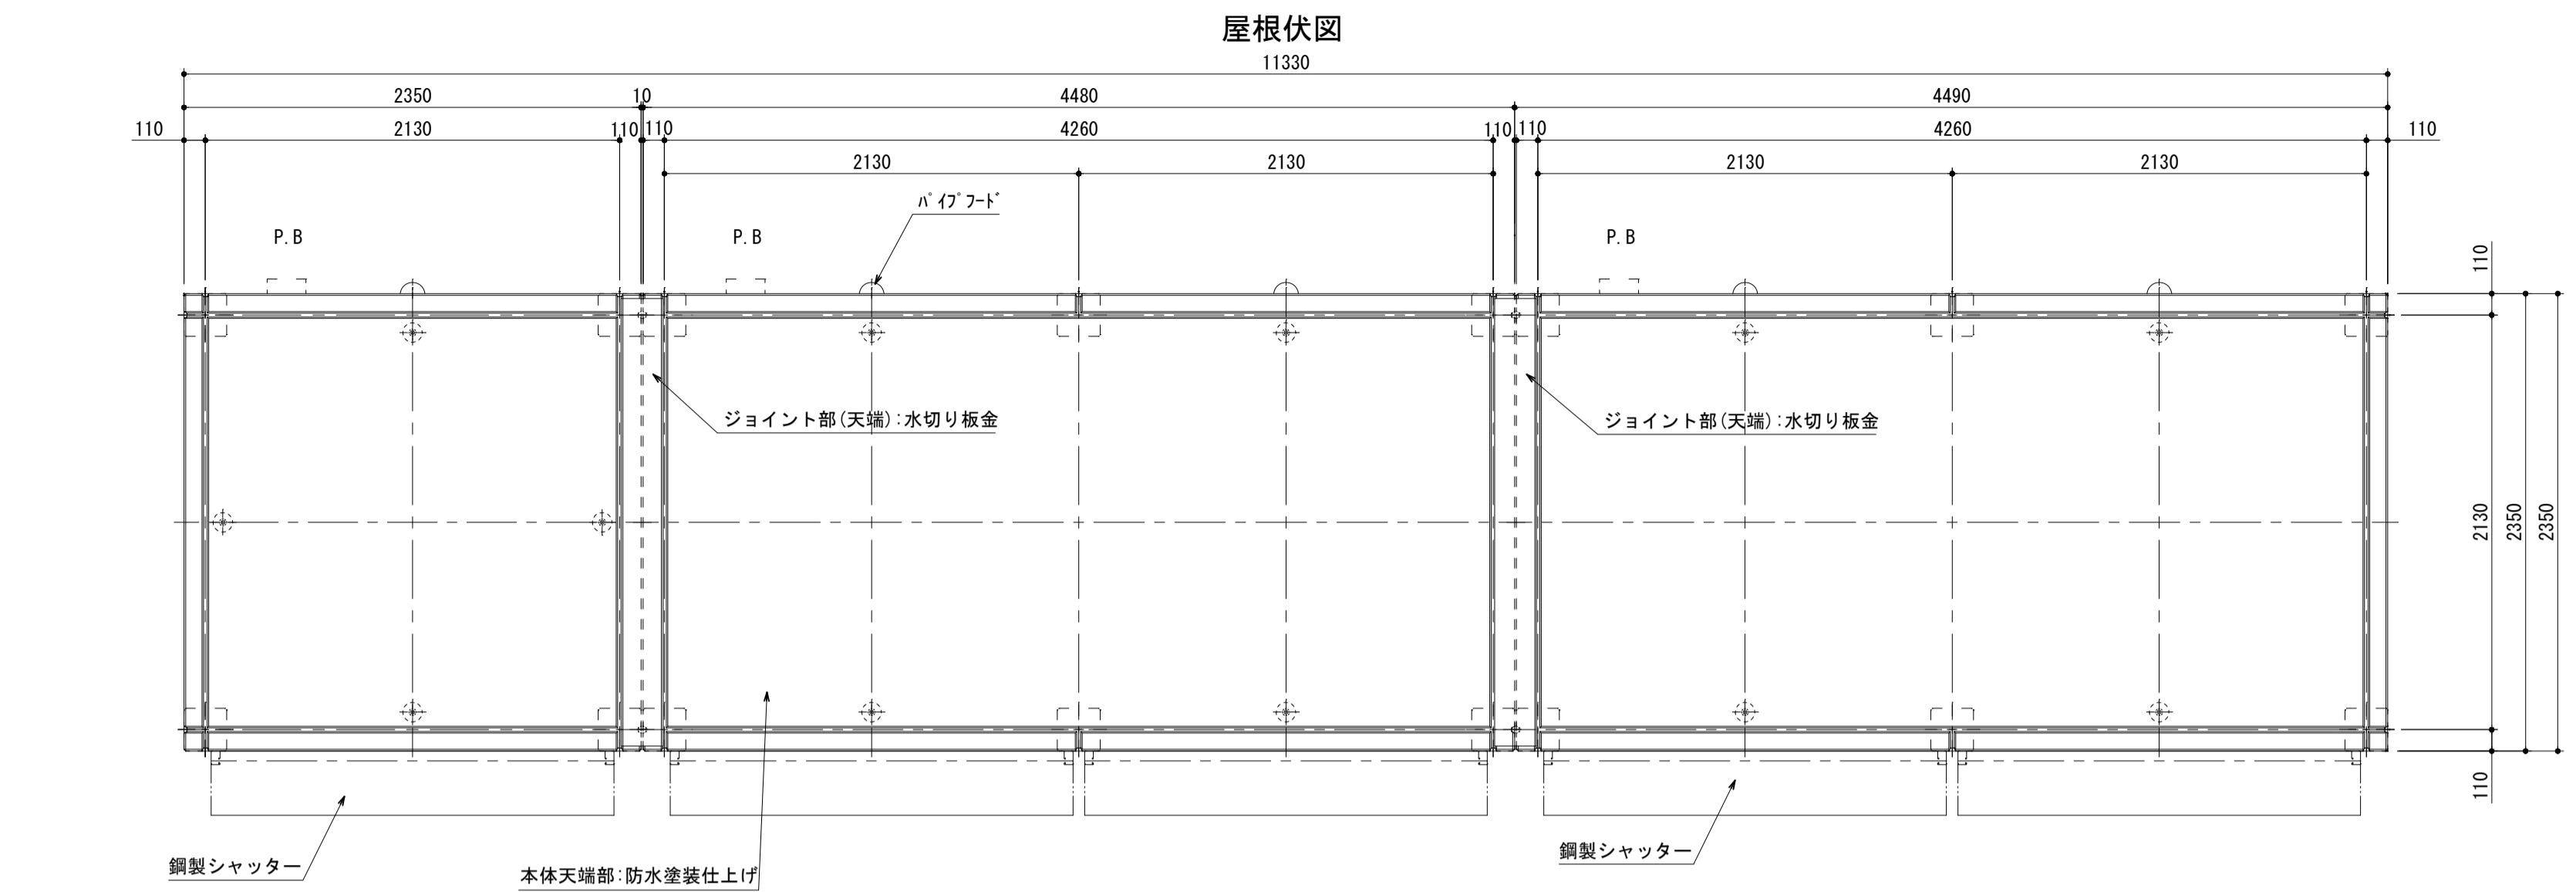 屋根伏図
11330
2350 10 4480 4490
110 2130 110 110 4260 110 110 4260 110
2130 2130 2130 2130
ﾊﾟｲﾌﾟﾌｰﾄﾞ
P.B P.B P.B
110
ジョイント部(天端):水切り板金
ジョイント部(天端):水切り板金
2130 2350 2350
110
鋼製シャッター
本体天端部:防水塗装仕上げ
鋼製シャッター